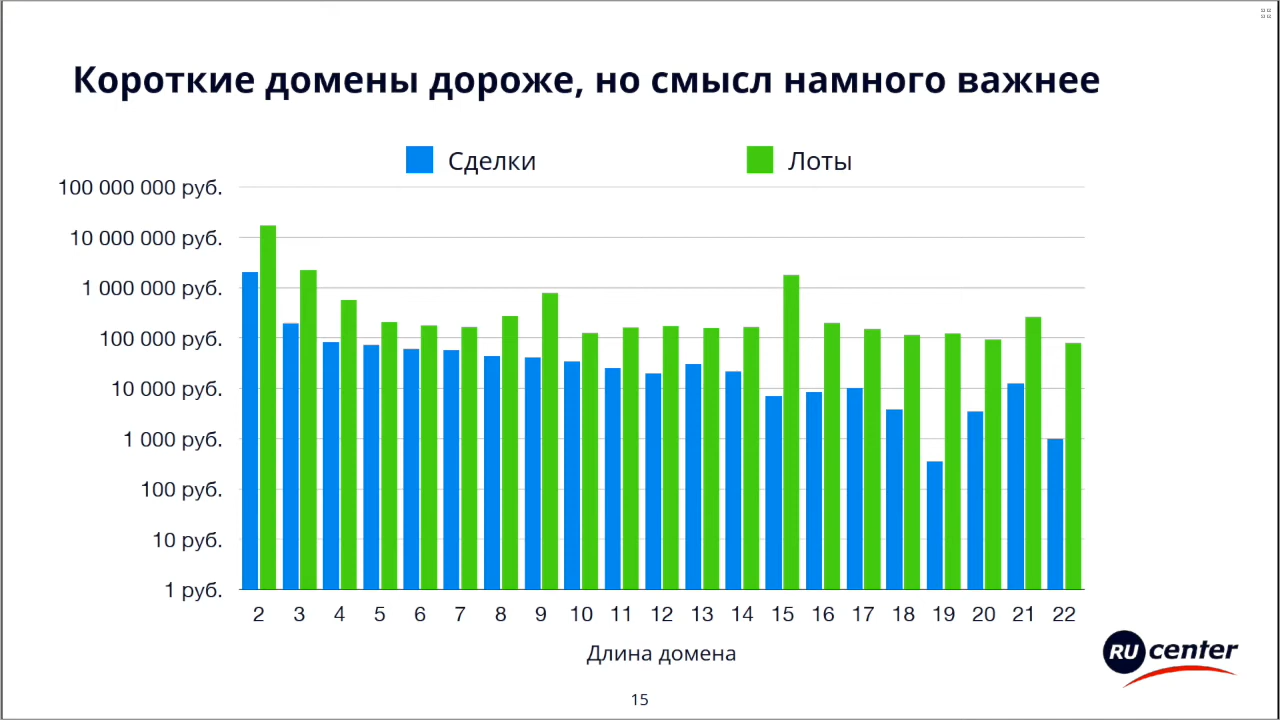 Короткие домены дороже, но смысл намного важнее
Сделки Лоты
100 000 000 руб.
10 000 000 руб.
1 000 000 руб.
100 000 руб.
10 000 руб.
1 000 руб.
100 руб.
10 руб.
1 руб.
2 3 4 5 6 7 8 9 10 11 12 13 14 15 16 17 18 19 20 21 22
Длина домена
RU center
15